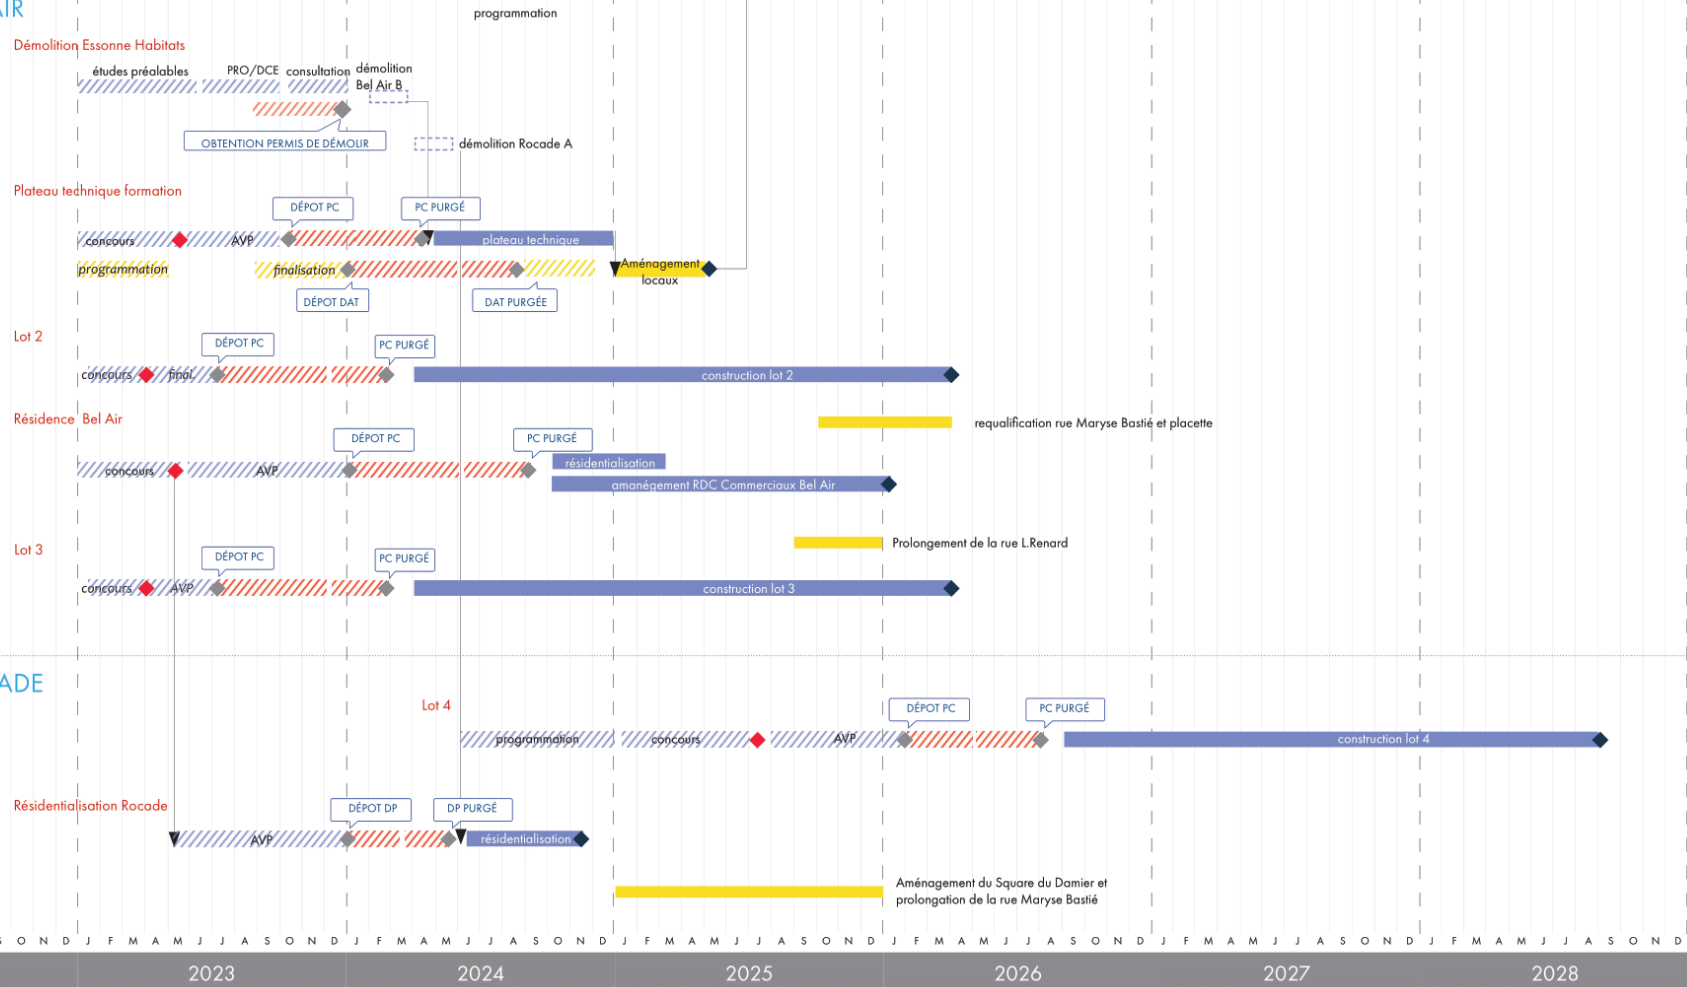 AIR
programmation
Démolition Essonne Habitats
études préalables PRO/DCE consultation démolition
Bel Air B
OBTENTION PERMIS DE DÉMOLIR
démolition Rocade A
Plateau technique formation
DÉPOT PC PC PURGÉ
concours AVP plateau technique
programmation finalisation Aménagement
locaux
DÉPOT DAT DAT PURGÉE
Lot 2
DÉPOT PC PC PURGÉ
concours final. construction lot 2
Résidence Bel Air
requalification rue Maryse Bastié et placette
DÉPOT PC PC PURGÉ
résidentialisation
concours AVP
amanégement RDC Commerciaux Bel Air
Prolongement de la rue L.Renard
Lot 3
DÉPOT PC PC PURGÉ
concours AVP construction lot 3
ADE
Lot 4
DÉPOT PC PC PURGÉ
programmation concours AVP construction lot 4
Résidentialisation Rocade
DÉPOT DP DP PURGÉ
AVP résidentialisation
Aménagement du Square du Damier et
prolongation de la rue Maryse Bastié
S O N D J F M A M J J A S O N D J F M A M J J A S O N D J F M A M J J A S O N D J F M A M J J A S O N D J F M A M J J A S O N D J F M A M J J A S O N D
2023 2024 2025 2026 2027 2028